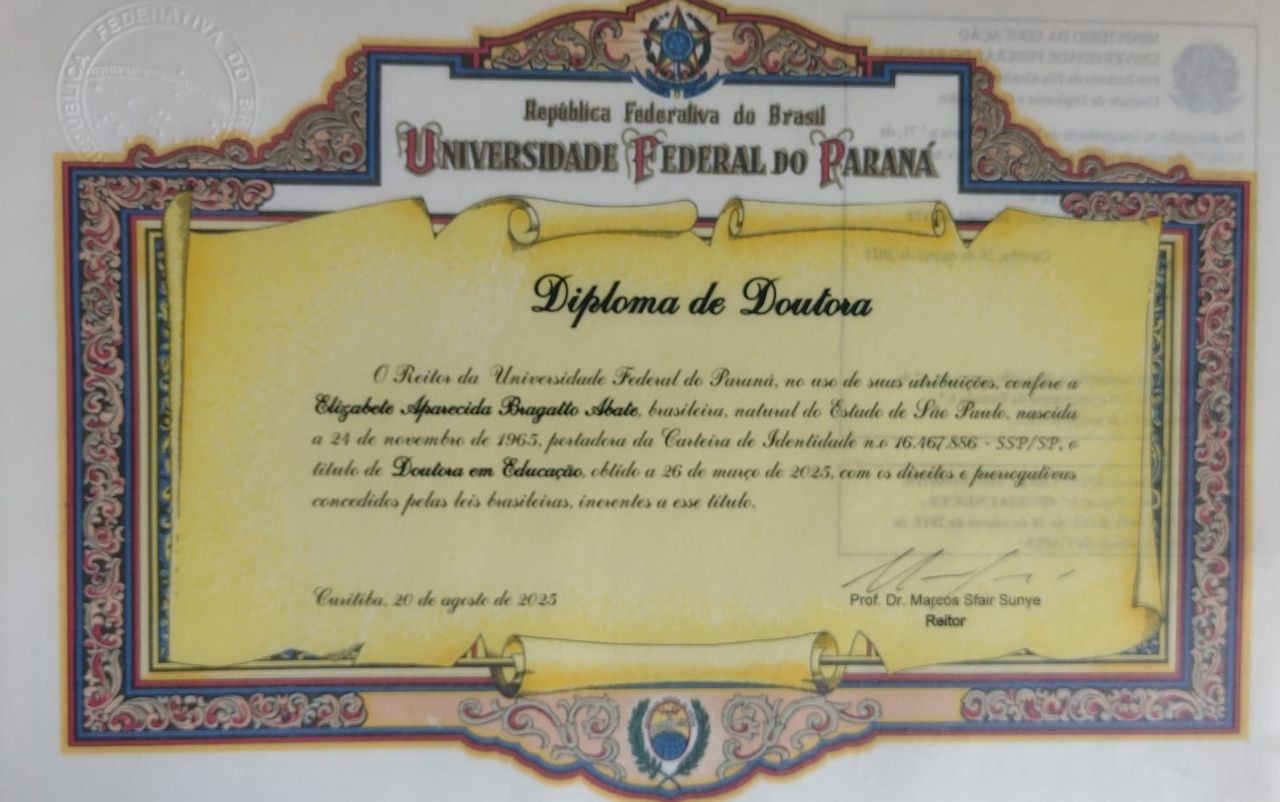 REPÚBLICA FEDERATIVA DO BR
República Federativa do Brasil
UNIVERSIDADE FEDERAL DO PARANÁ
Diploma de Doutora
O Reitor da Universidade Federal do Paraná, no uso de suas atribuições, confere a
Elizabete Aparecida Bragatto Abate, brasileira, natural do Estado de São Paulo, nascida
a 24 de novembro de 1965, portadora da Carteira de Identidade n.o 16.467.886 - SSP/SP, o
título de Doutora em Educação, obtido a 26 de março de 2025, com os direitos e prerrogativas
concedidos pelas leis brasileiras, inerentes a esse título.
Curitiba, 20 de agosto de 2025
Prof. Dr. Marcos Sfair Sunye
Reitor